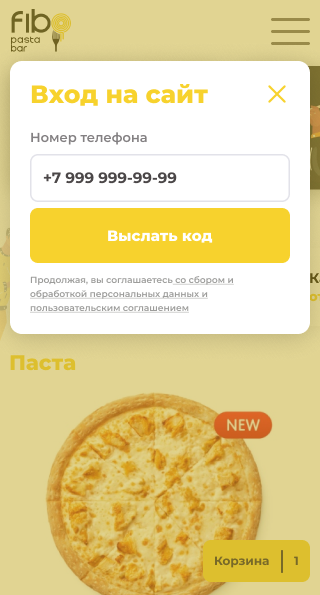 fibo
pasta
bar
Вход на сайт
Номер телефона
+7 999 999-99-99
Выслать код
Продолжая, вы соглашаетесь со сбором и
обработкой персональных данных и
пользовательским соглашением
Паста
NEW
Корзина 1